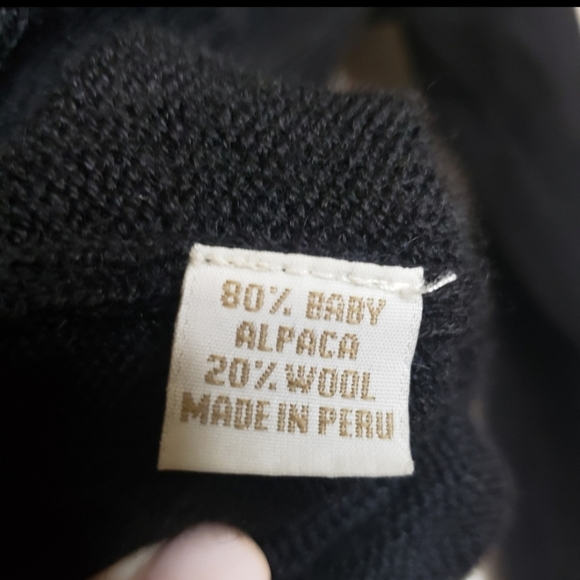 80% BABY
ALPACA
20% WOOL
MADE IN PERU